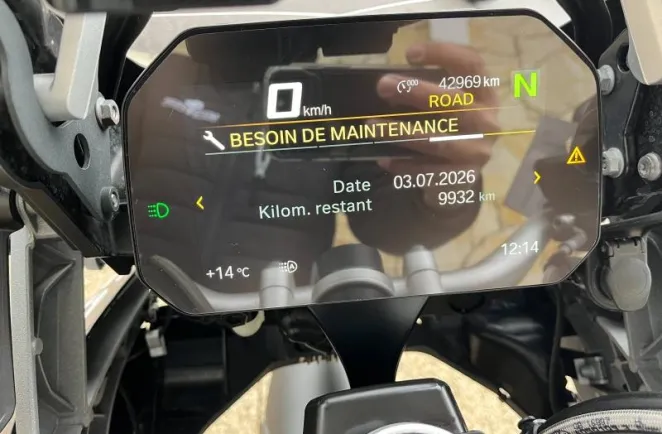 42969 km
0 km/h
ROAD
N
BESOIN DE MAINTENANCE
Date 03.07.2026
Kilom. restant 9932 km
+14 °C
12:14